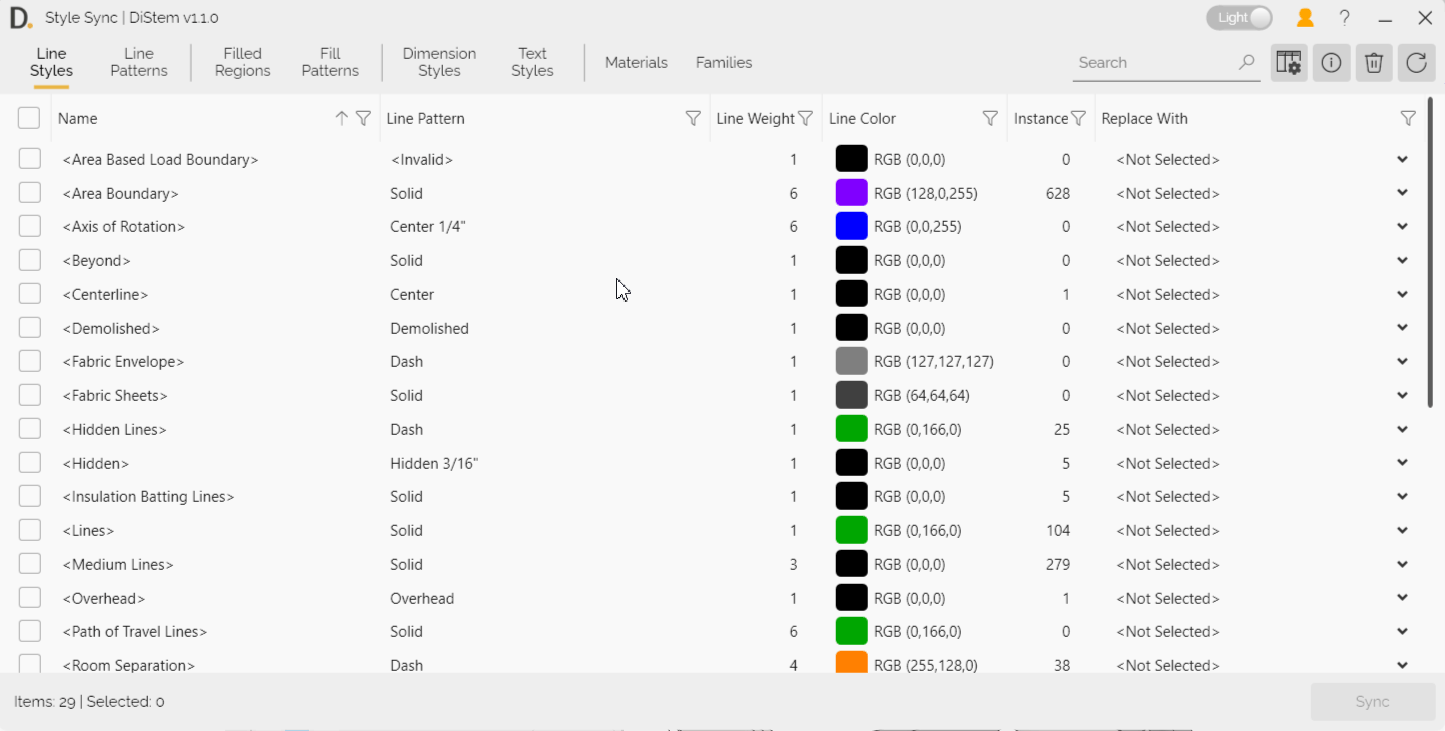 D. Style Sync | DiStem v1.1.0 Light ?
Line Styles Line Patterns Filled Regions Fill Patterns Dimension Styles Text Styles Materials Families Search
Name Line Pattern Line Weight Line Color Instance Replace With
<Area Based Load Boundary> <Invalid> 1 RGB (0,0,0) 0 <Not Selected>
<Area Boundary> Solid 6 RGB (128,0,255) 628 <Not Selected>
<Axis of Rotation> Center 1/4" 6 RGB (0,0,255) 0 <Not Selected>
<Beyond> Solid 1 RGB (0,0,0) 0 <Not Selected>
<Centerline> Center 1 RGB (0,0,0) 1 <Not Selected>
<Demolished> Demolished 1 RGB (0,0,0) 0 <Not Selected>
<Fabric Envelope> Dash 1 RGB (127,127,127) 0 <Not Selected>
<Fabric Sheets> Solid 1 RGB (64,64,64) 0 <Not Selected>
<Hidden Lines> Dash 1 RGB (0,166,0) 25 <Not Selected>
<Hidden> Hidden 3/16" 1 RGB (0,0,0) 5 <Not Selected>
<Insulation Batting Lines> Solid 1 RGB (0,0,0) 5 <Not Selected>
<Lines> Solid 1 RGB (0,166,0) 104 <Not Selected>
<Medium Lines> Solid 3 RGB (0,0,0) 279 <Not Selected>
<Overhead> Overhead 1 RGB (0,0,0) 1 <Not Selected>
<Path of Travel Lines> Solid 6 RGB (0,166,0) 0 <Not Selected>
<Room Separation> Dash 4 RGB (255,128,0) 38 <Not Selected>
Items: 29 | Selected: 0 Sync